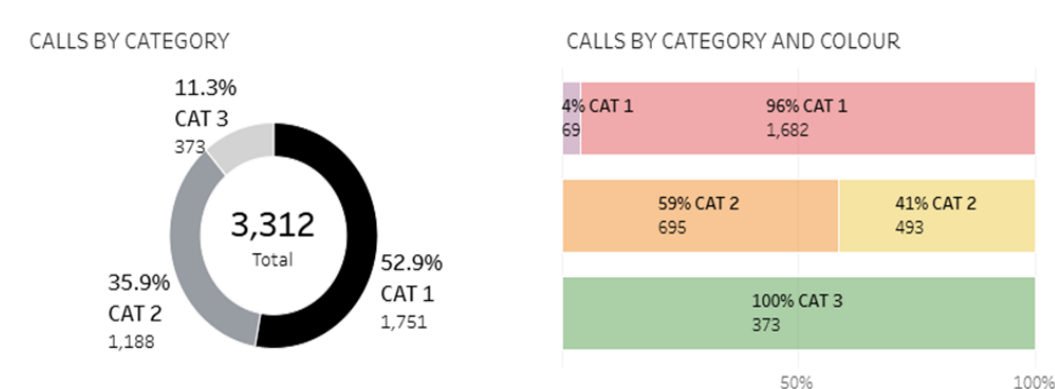 CALLS BY CATEGORY
11.3%
CAT 3
373
3,312
Total
52.9%
CAT 1
1,751
35.9%
CAT 2
1,188
CALLS BY CATEGORY AND COLOUR
4% CAT 1
69
96% CAT 1
1,682
59% CAT 2
695
41% CAT 2
493
100% CAT 3
373
50%
100%